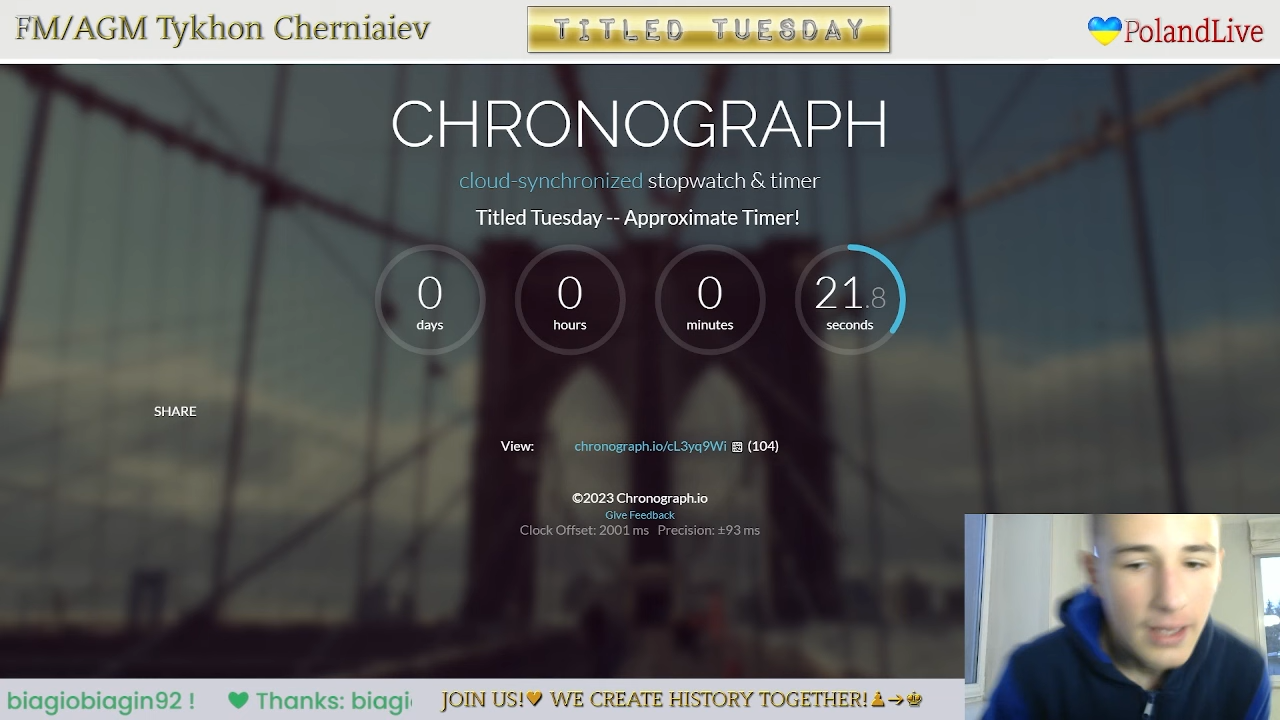 FM/AGM Tykhon Cherniaiev
TITLED TUESDAY
PolandLive
CHRONOGRAPH
cloud-synchronized stopwatch & timer
Titled Tuesday -- Approximate Timer!
0 0 0 21.8
days hours minutes seconds
SHARE
View: chronograph.io/cL3yq9Wi (104)
©2023 Chronograph.io
Give Feedback
Clock Offset: 2001 ms Precision: ±93 ms
biagiobiagin92 ! Thanks: biagi
JOIN US! WE CREATE HISTORY TOGETHER!